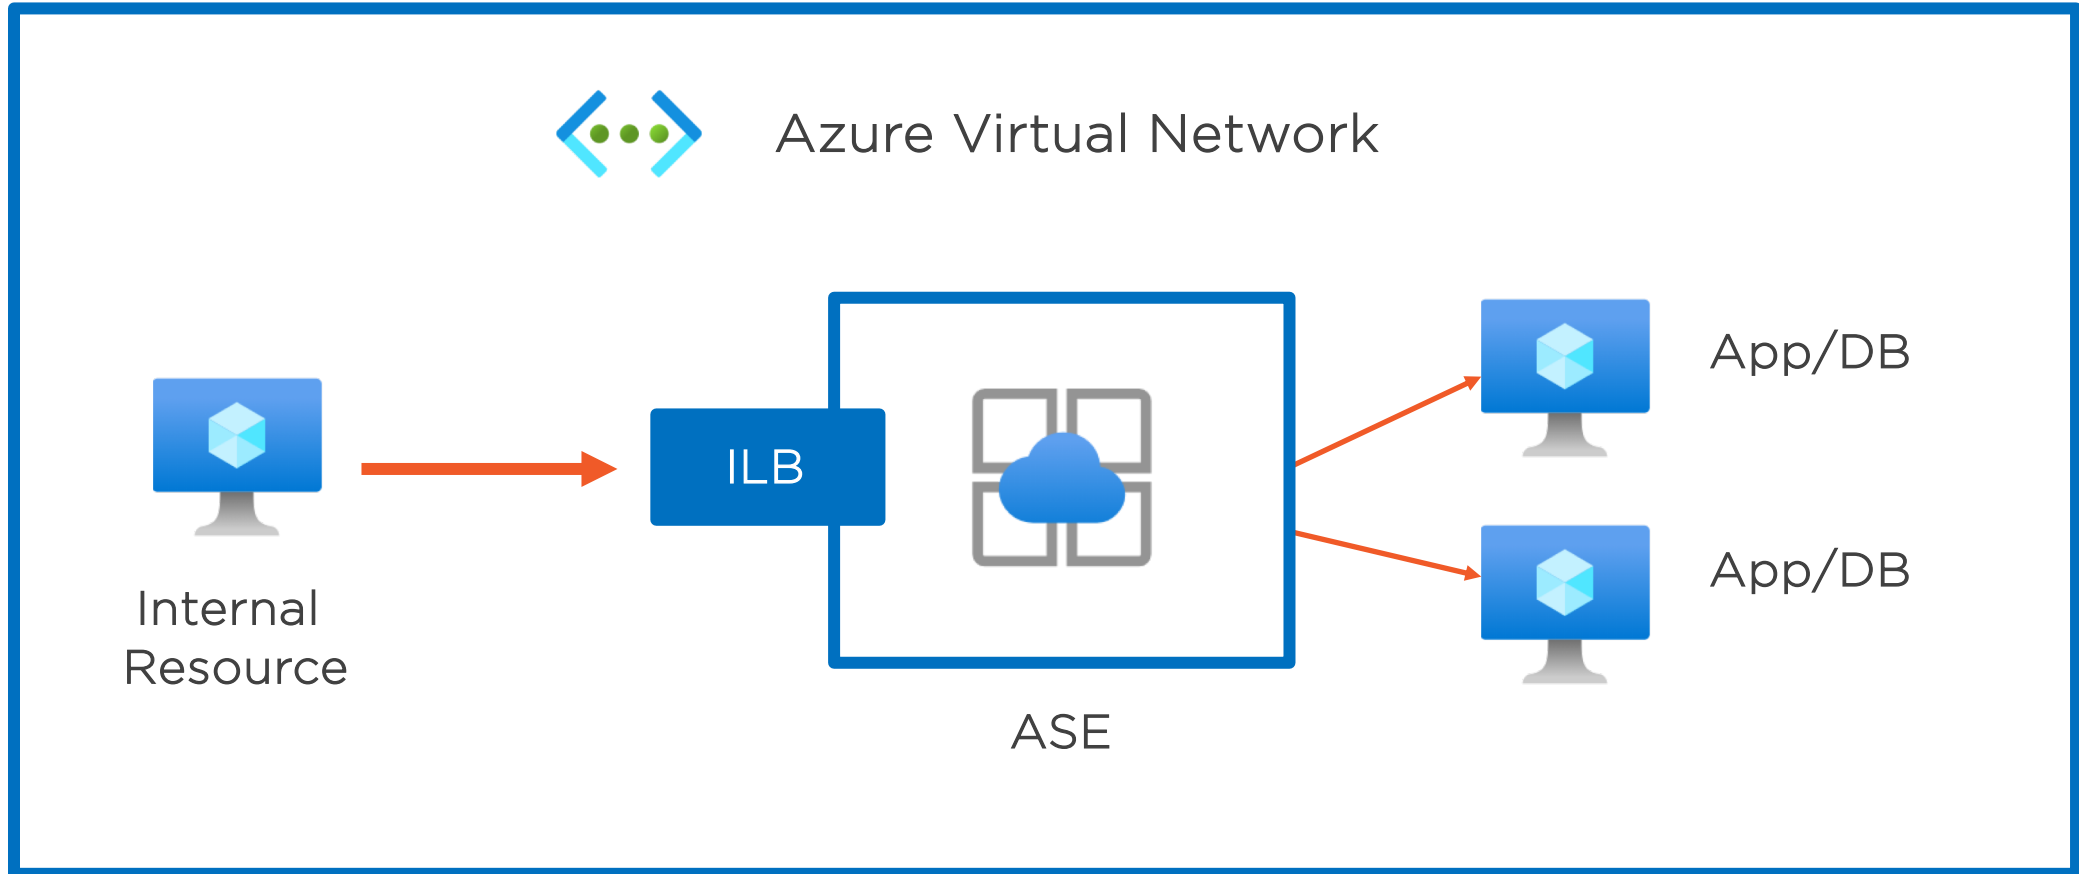 Azure Virtual Network
Internal
Resource
ILB
ASE
App/DB
App/DB